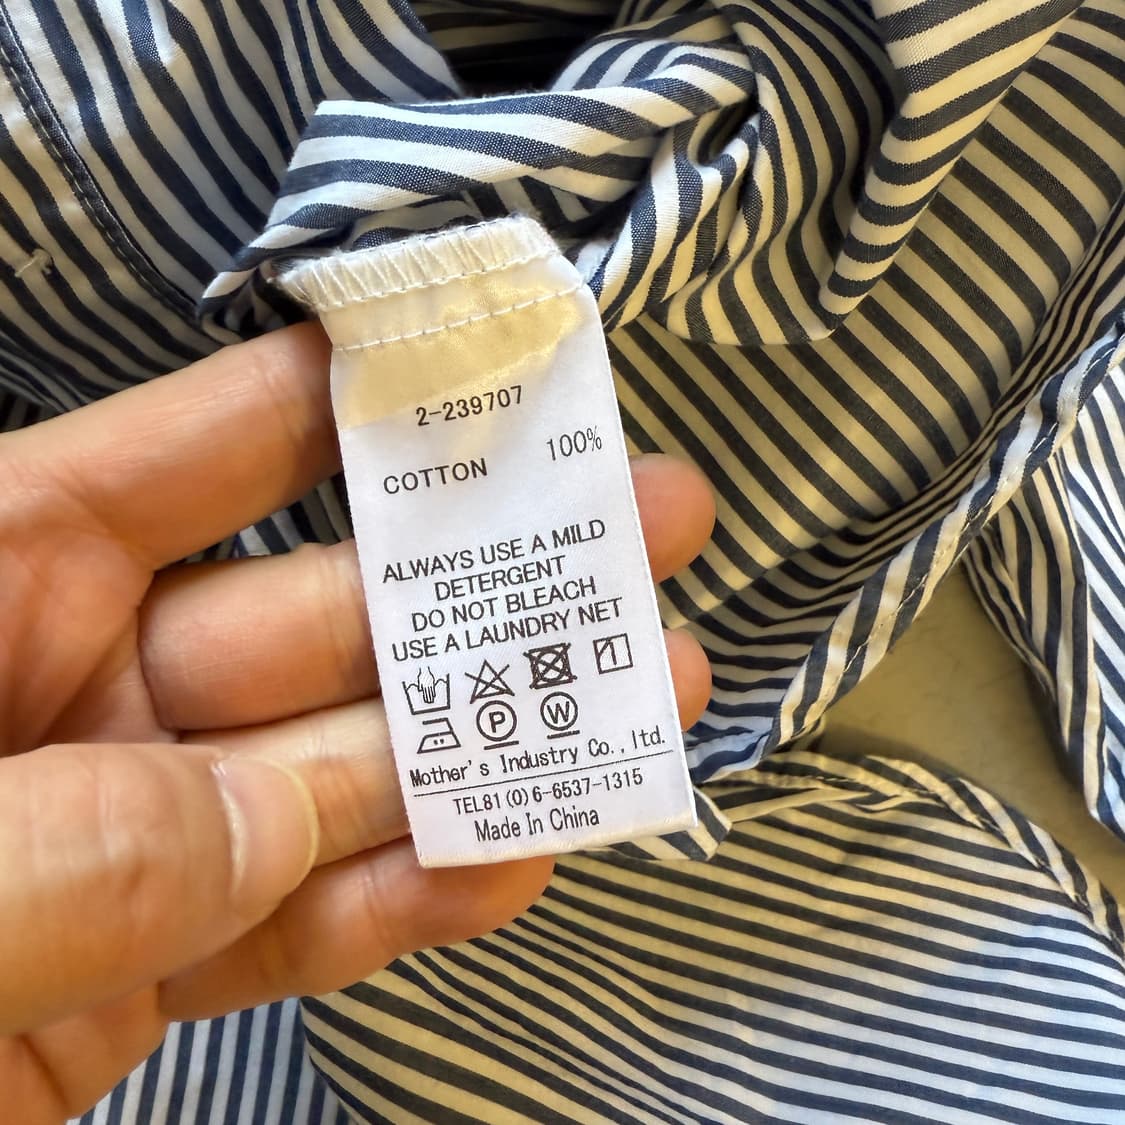 2-239707
100%
COTTON
ALWAYS USE A MILD
DETERGENT
DO NOT BLEACH
USE A LAUNDRY NET
P W
Mother's Industry Co., ltd.
TEL81(0)6-6537-1315
Made In China